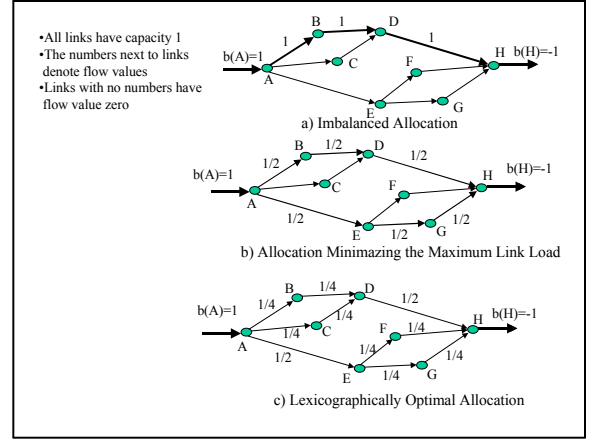 •All links have capacity 1
•The numbers next to links
denote flow values
•Links with no numbers have
flow value zero
b(A)=1
A
1
B
1
D
1
C
E
F
G
H
b(H)=-1
a) Imbalanced Allocation
b(A)=1
A
1/2
B
1/2
D
1/2
C
1/2
E
F
1/2
G
1/2
H
b(H)=-1
b) Allocation Minimazing the Maximum Link Load
b(A)=1
A
1/4
B
1/4
D
1/2
1/4
C
1/4
1/2
E
1/4
F
1/4
1/4
G
1/4
H
b(H)=-1
c) Lexicographically Optimal Allocation